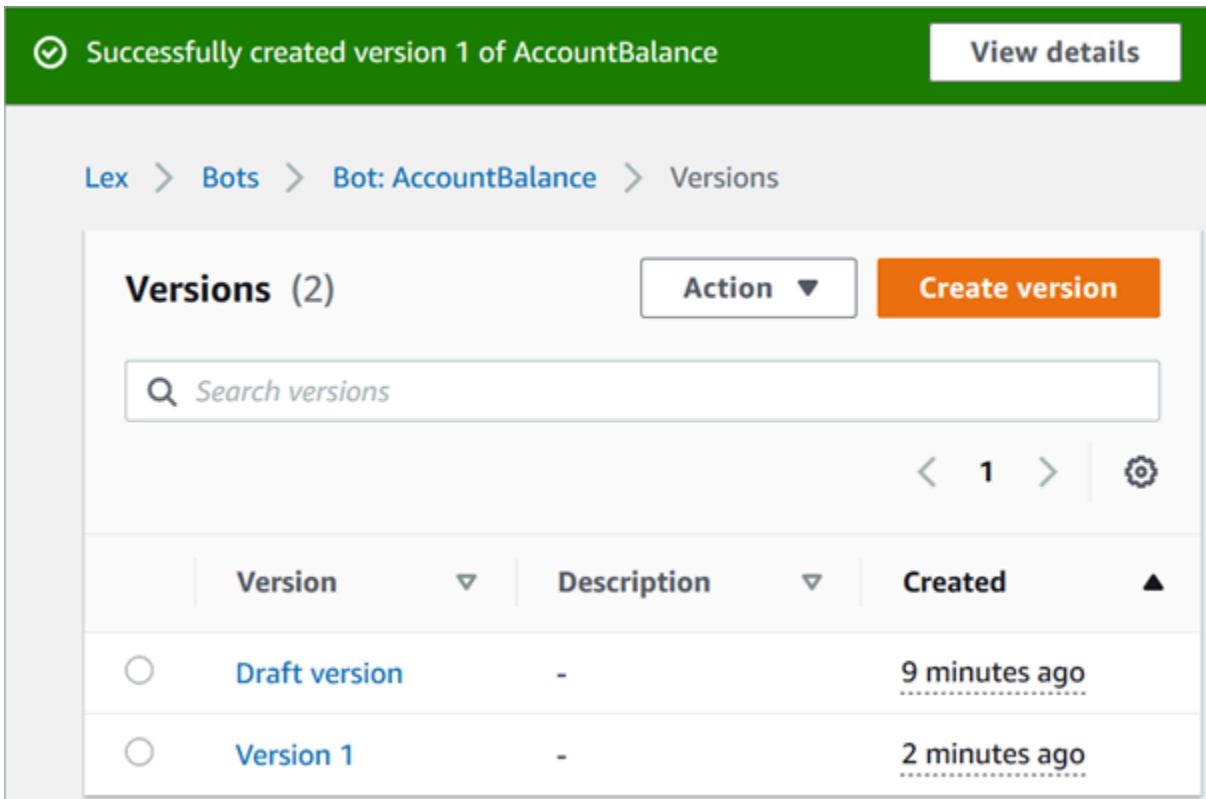 Successfully created version 1 of AccountBalance View details
Lex > Bots > Bot: AccountBalance > Versions
Versions (2) Action Create version
Search versions
1
Version Description Created
Draft version - 9 minutes ago
Version 1 - 2 minutes ago